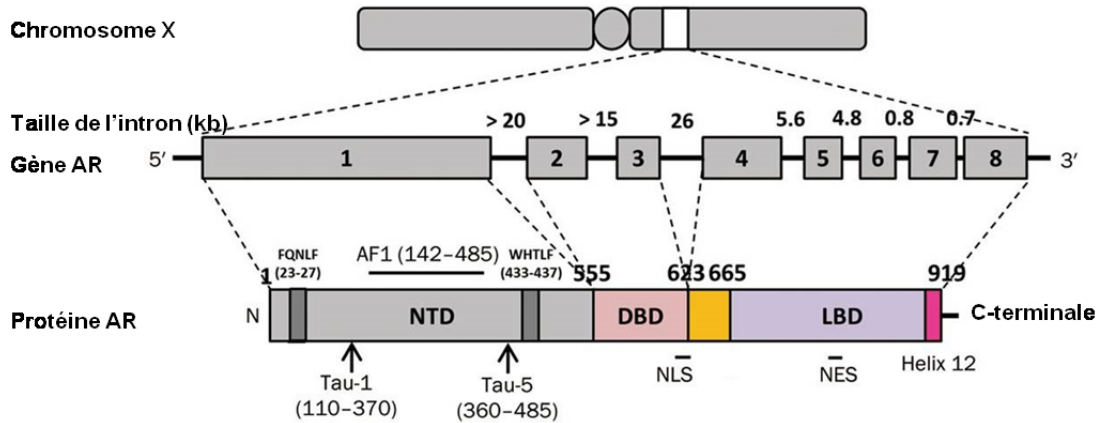 Chromosome X
Taille de l'intron (kb)
> 20 > 15 26 5.6 4.8 0.8 0.7
Gène AR 5′ 1 2 3 4 5 6 7 8 3′
FQNLF AF1 (142–485) WHTLF
(23-27) (433-437)
1 555 623 665 919
Protéine AR N NTD DBD LBD C-terminale
NLS NES Helix 12
Tau-1 Tau-5
(110–370) (360–485)